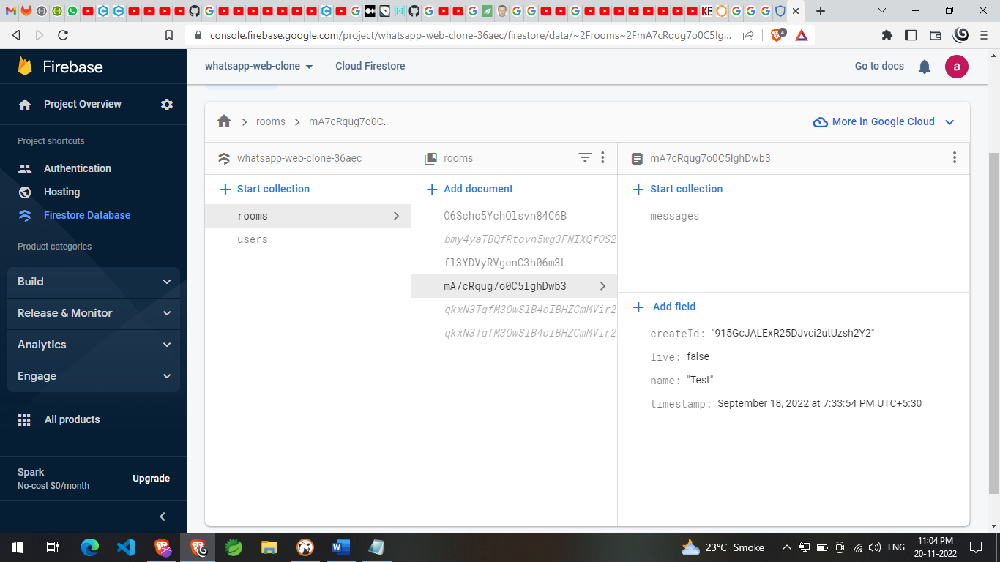 console.firebase.google.com/project/whatsapp-web-clone-36aec/firestore/data/~2Frooms~2FmA7cRqug7o0C5Ig...
4
Firebase
whatsapp-web-clone
Cloud Firestore
Go to docs
a
Project Overview
Project shortcuts
Authentication
Hosting
Firestore Database
Product categories
Build
Release & Monitor
Analytics
Engage
All products
Spark
No-cost $0/month
Upgrade
rooms
mA7cRqug7o0C.
More in Google Cloud
whatsapp-web-clone-36aec
Start collection
rooms
users
rooms
Add document
O6Scho5YchOlsvn84C6B
bmy4yaTBQfRtovn5wg3FNIXQfOS2
fl3YDVyRVgcnC3h06m3L
mA7cRqug7o0C5IghDwb3
qkxN3TqfM3OwSlB4oIBHZCmMVir2
qkxN3TqfM3OwSlB4oIBHZCmMVir2
mA7cRqug7o0C5IghDwb3
Start collection
messages
Add field
createId: "915GcJALExR25DJvci2utUzsh2Y2"
live: false
name: "Test"
timestamp: September 18, 2022 at 7:33:54 PM UTC+5:30
23°C Smoke
ENG
11:04 PM
20-11-2022